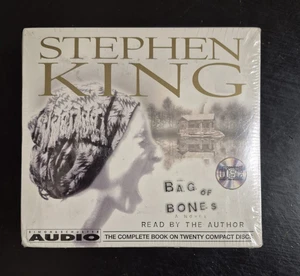 STEPHEN
KING
BAG OF
BONES
A NOVEL
READ BY THE AUTHOR
AUDIO
THE COMPLETE BOOK ON TWENTY COMPACT DISCS